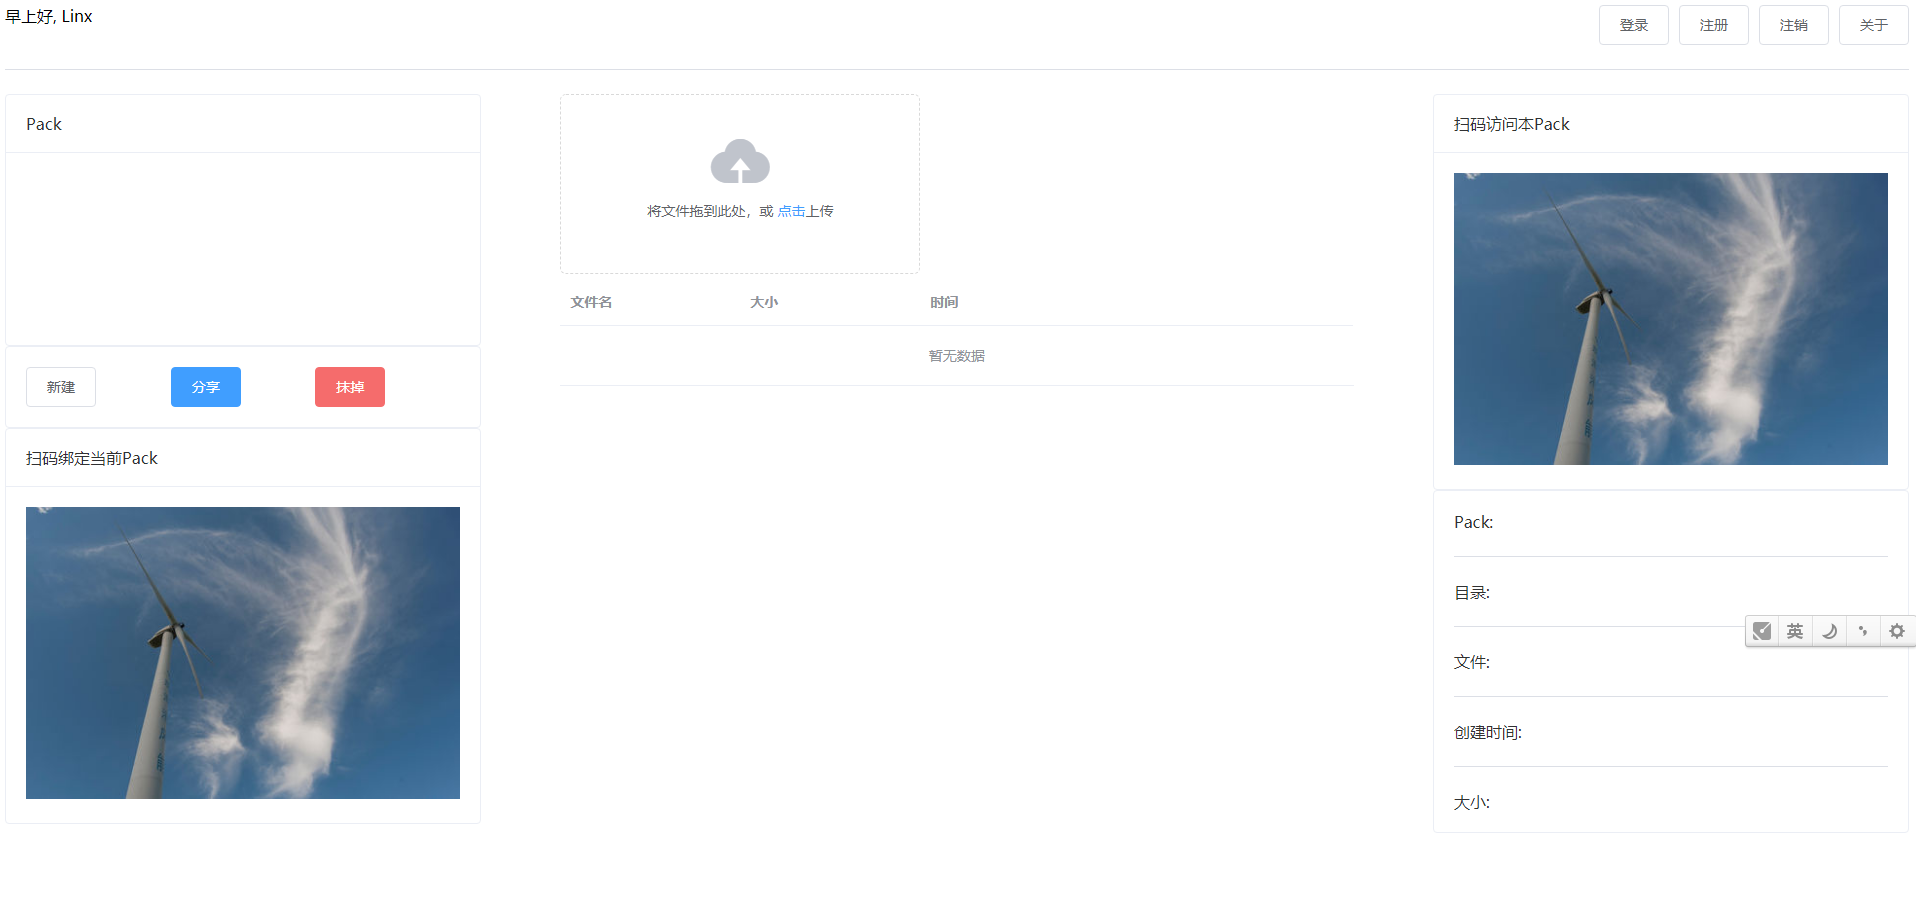 早上好, Linx
登录 注册 注销 关于
Pack
新建 分享 抹掉
扫码绑定当前Pack
将文件拖到此处，或 点击上传
文件名 大小 时间
暂无数据
扫码访问本Pack
Pack:
目录:
英
文件:
创建时间:
大小: